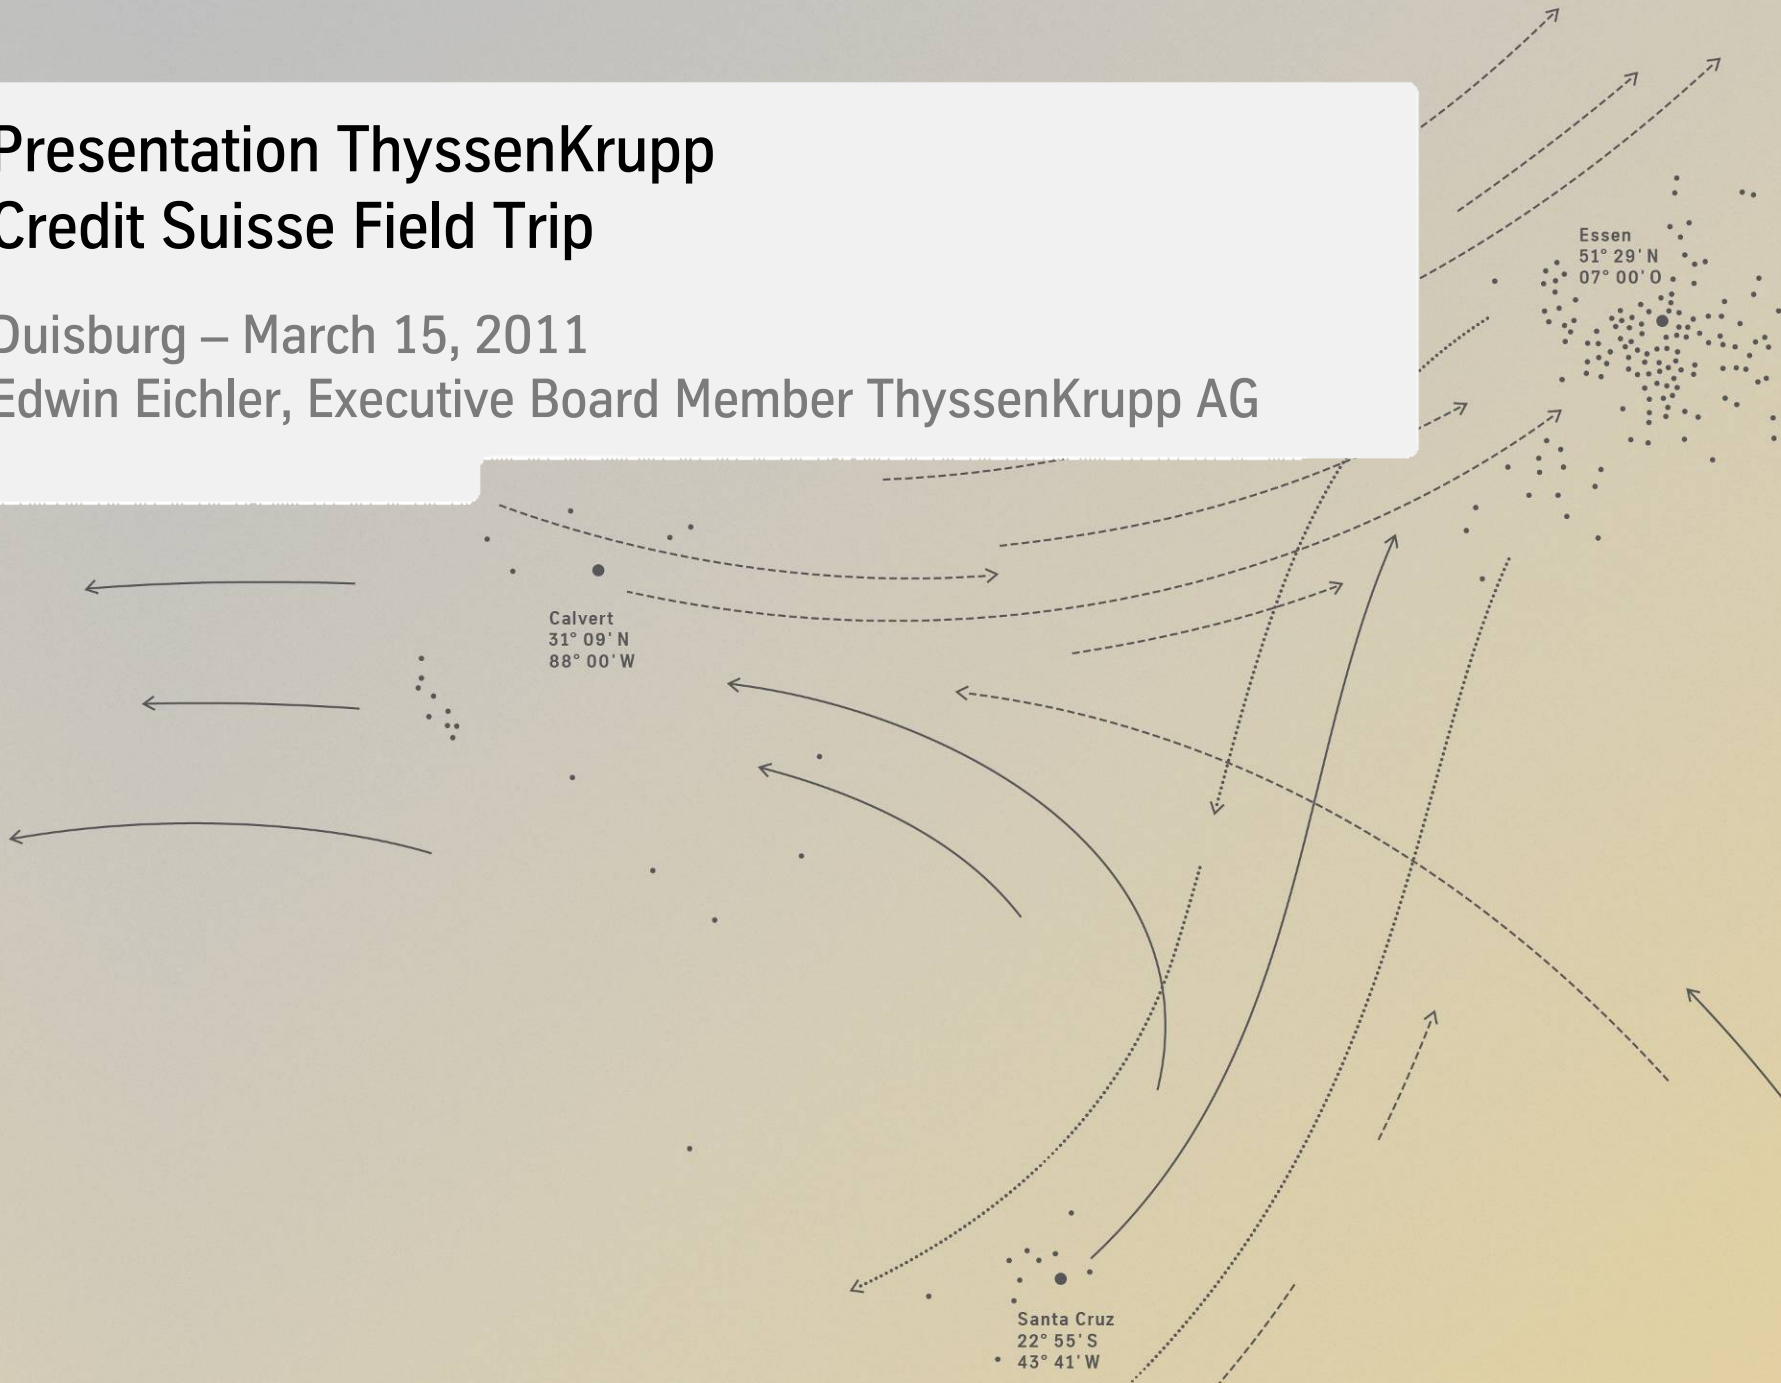 Presentation ThyssenKrupp
Credit Suisse Field Trip
Duisburg – March 15, 2011
Edwin Eichler, Executive Board Member ThyssenKrupp AG
Essen
51° 29' N
07° 00' O
Calvert
31° 09' N
88° 00' W
Santa Cruz
22° 55' S
43° 41' W